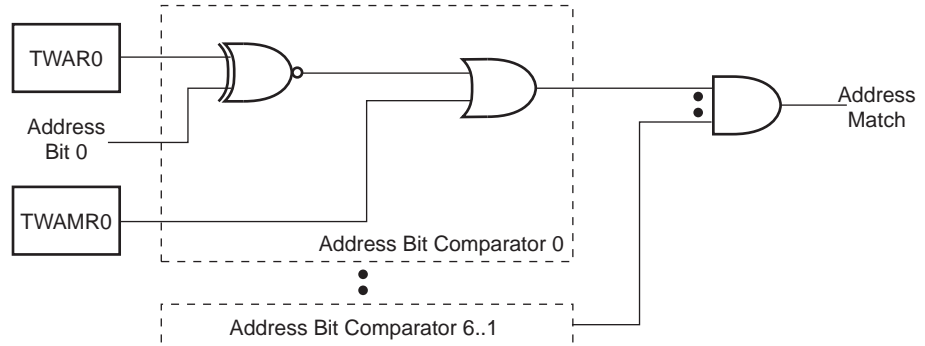 TWAR0
Address
Bit 0
TWAMR0
Address Bit Comparator 0
Address Bit Comparator 6..1
Address
Match